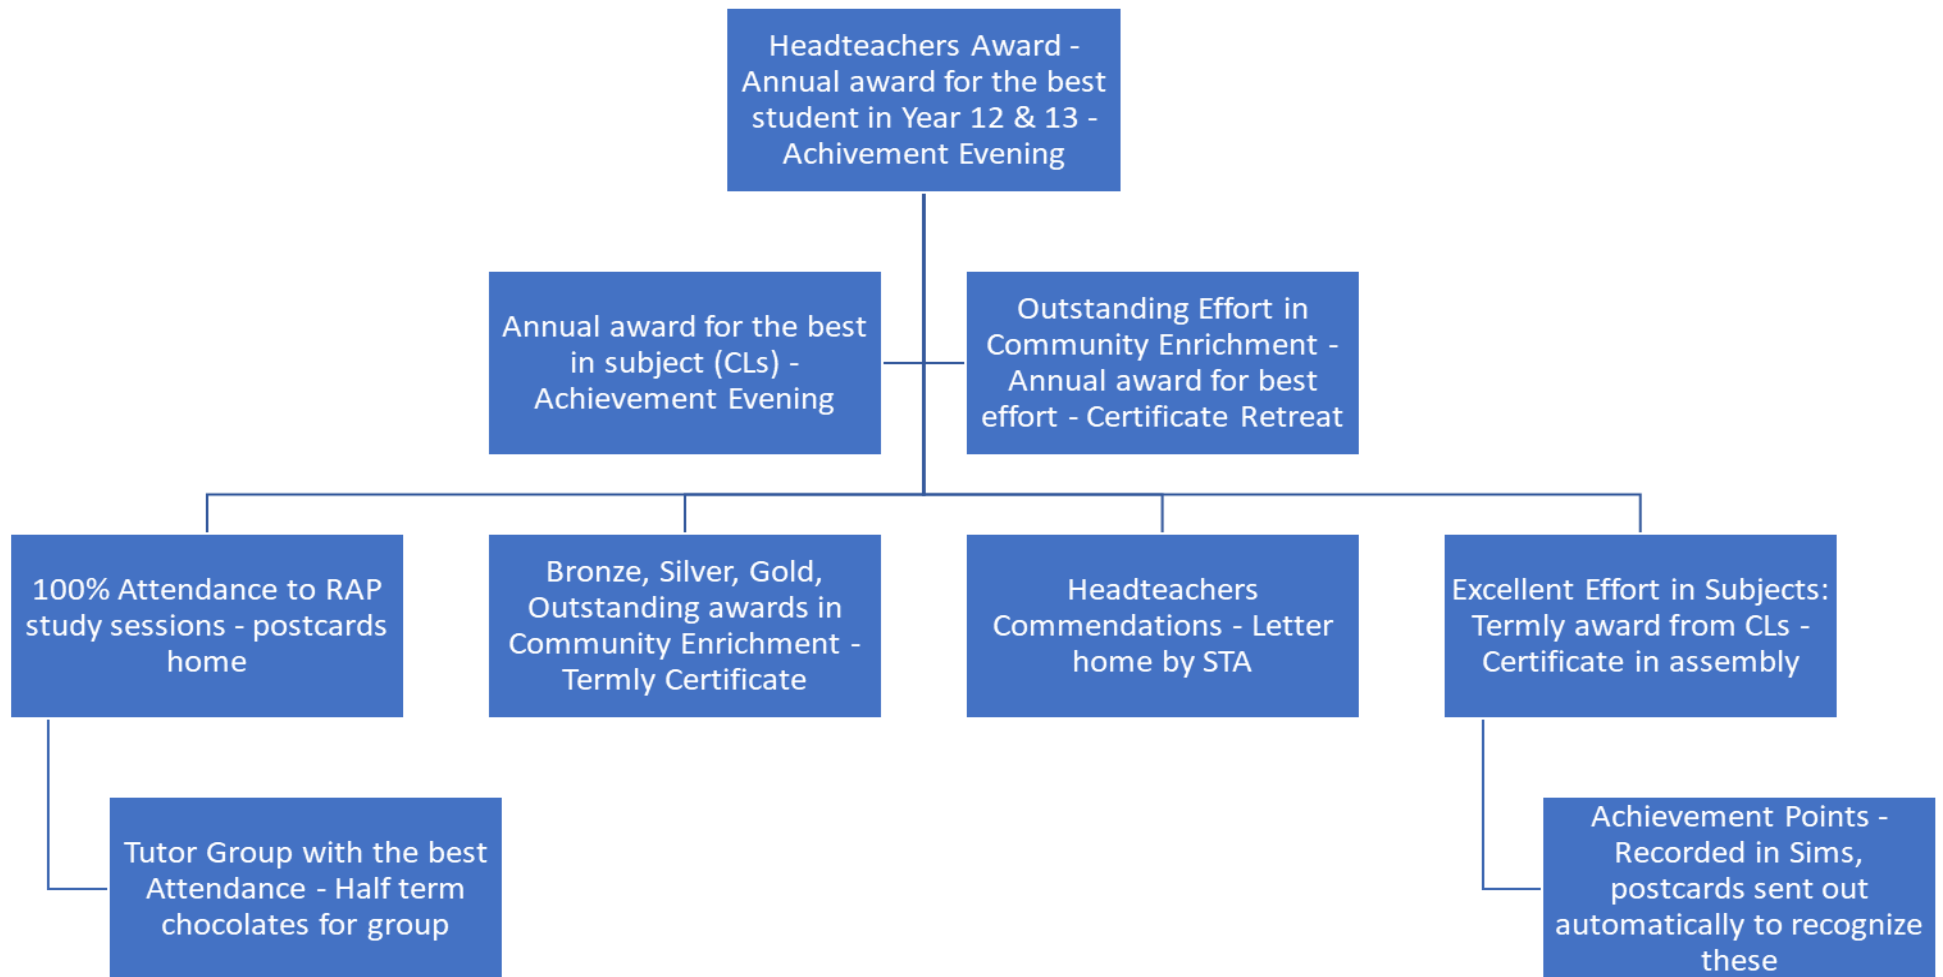 Headteachers Award -
Annual award for the best
student in Year 12 & 13 -
Achivement Evening
Annual award for the best
in subject (CLs) -
Achievement Evening
Outstanding Effort in
Community Enrichment -
Annual award for best
effort - Certificate Retreat
100% Attendance to RAP
study sessions - postcards
home
Bronze, Silver, Gold,
Outstanding awards in
Community Enrichment -
Termly Certificate
Headteachers
Commendations - Letter
home by STA
Excellent Effort in Subjects:
Termly award from CLs -
Certificate in assembly
Tutor Group with the best
Attendance - Half term
chocolates for group
Achievement Points -
Recorded in Sims,
postcards sent out
automatically to recognize
these